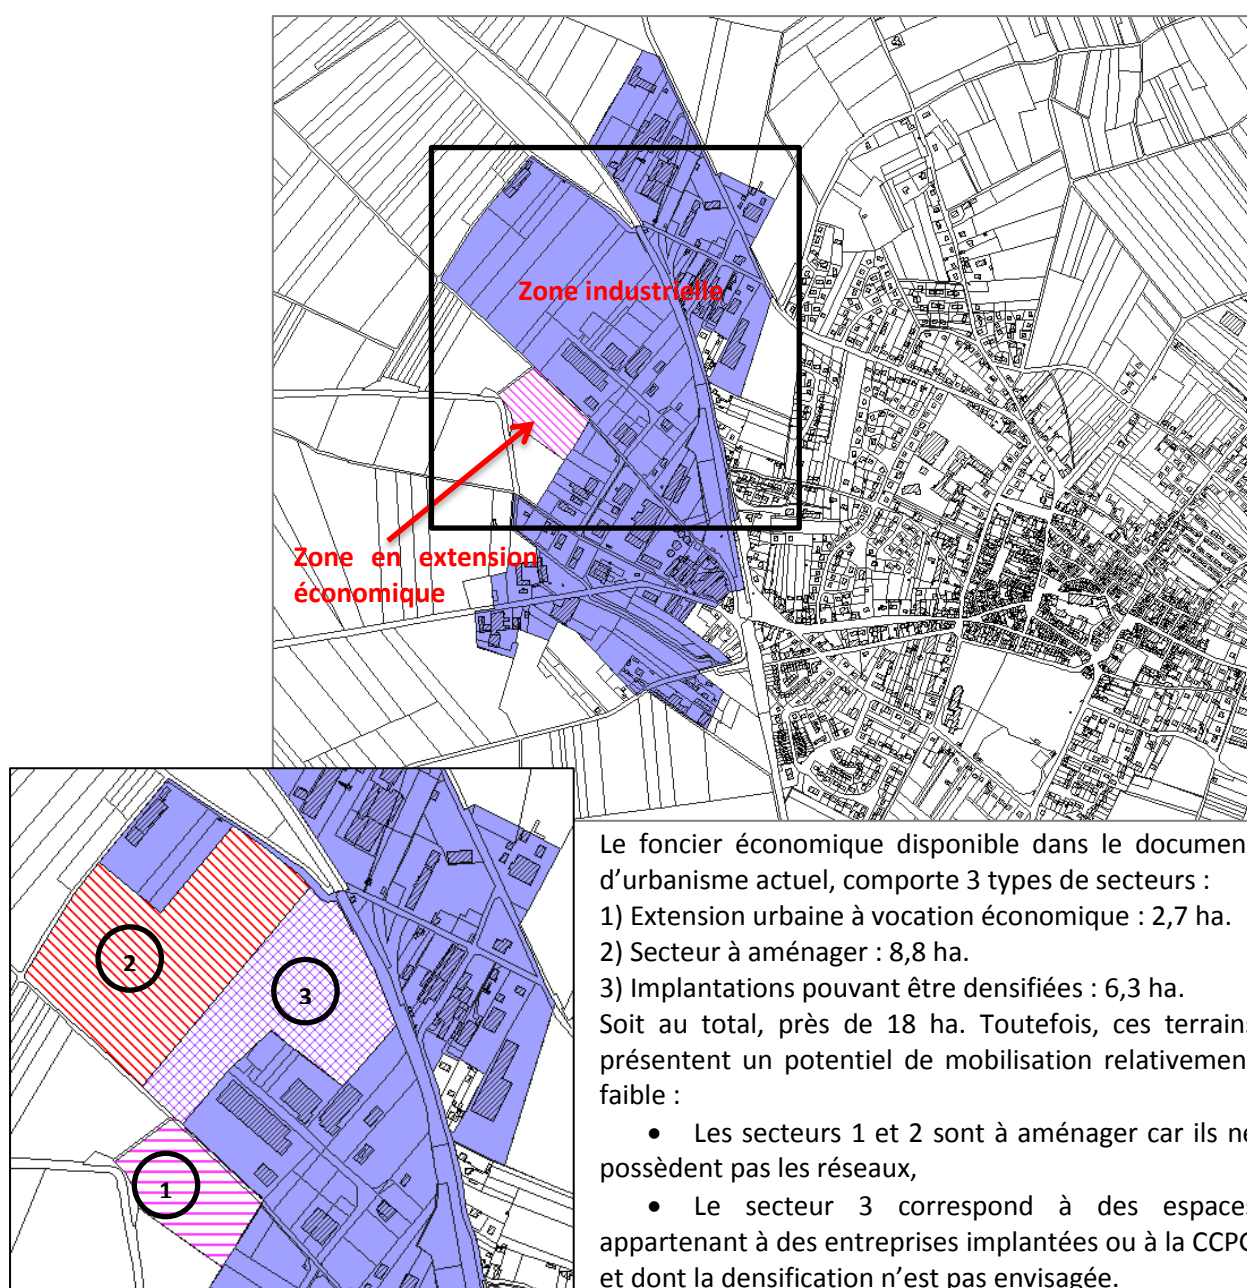 Zone industrielle
Zone en extension
économique
2
3
1
Le foncier économique disponible dans le documen
d’urbanisme actuel, comporte 3 types de secteurs :
1) Extension urbaine à vocation économique : 2,7 ha.
2) Secteur à aménager : 8,8 ha.
3) Implantations pouvant être densifiées : 6,3 ha.
Soit au total, près de 18 ha. Toutefois, ces terrains
présentent un potentiel de mobilisation relativemen
faible :
• Les secteurs 1 et 2 sont à aménager car ils ne
possèdent pas les réseaux,
• Le secteur 3 correspond à des espaces
appartenant à des entreprises implantées ou à la CCPG
et dont la densification n’est pas envisagée.